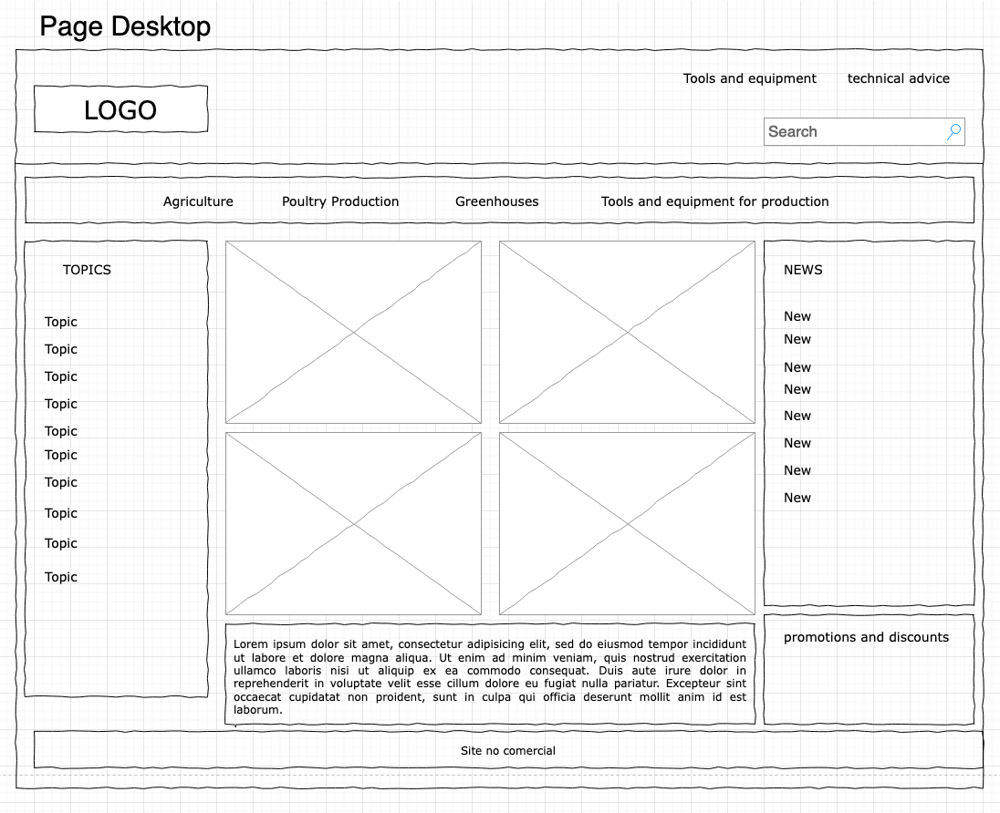 Page Desktop
Tools and equipment
technical advice
LOGO
Search
Agriculture
Poultry Production
Greenhouses
Tools and equipment for production
TOPICS
Topic
Topic
Topic
Topic
Topic
Topic
Topic
Topic
Topic
Topic
NEWS
New
New
New
New
New
New
New
New
Lorem ipsum dolor sit amet, consectetur adipisicing elit, sed do eiusmod tempor incididunt
ut labore et dolore magna aliqua. Ut enim ad minim veniam, quis nostrud exercitation
ullamco laboris nisi ut aliquip ex ea commodo consequat. Duis aute irure dolor in
reprehenderit in voluptate velit esse cillum dolore eu fugiat nulla pariatur. Excepteur sint
occaecat cupidatat non proident, sunt in culpa qui officia deserunt mollit anim id est
laborum.
promotions and discounts
Site no comercial